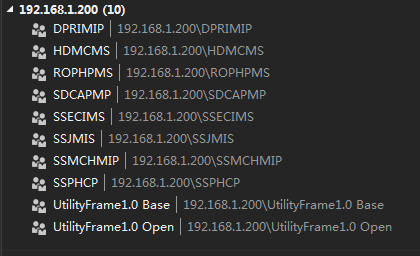 192.168.1.200 (10)
DPRIMIP | 192.168.1.200\DPRIMIP
HDMCMS | 192.168.1.200\HDMCMS
ROPHPMS | 192.168.1.200\ROPHPMS
SDCAPMP | 192.168.1.200\SDCAPMP
SSECIMS | 192.168.1.200\SSECIMS
SSJMIS | 192.168.1.200\SSJMIS
SSMCHMIP | 192.168.1.200\SSMCHMIP
SSPHCP | 192.168.1.200\SSPHCP
UtilityFrame1.0 Base | 192.168.1.200\UtilityFrame1.0 Base
UtilityFrame1.0 Open | 192.168.1.200\UtilityFrame1.0 Open